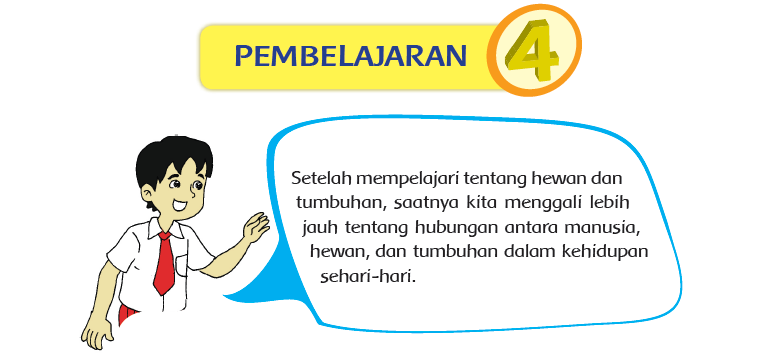 PEMBELAJARAN 4
Setelah mempelajari tentang hewan dan
tumbuhan, saatnya kita menggali lebih
jauh tentang hubungan antara manusia,
hewan, dan tumbuhan dalam kehidupan
sehari-hari.